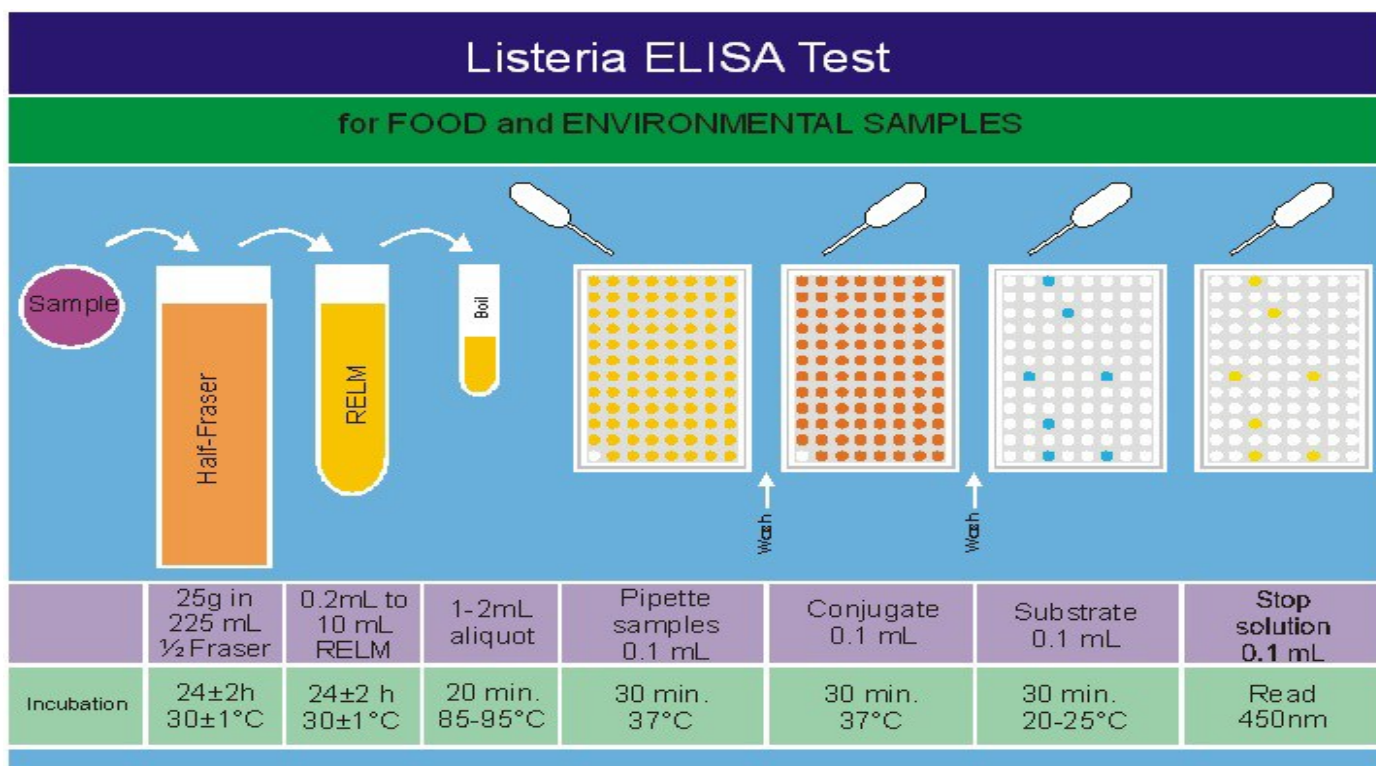 Listeria ELISA Test
for FOOD and ENVIRONMENTAL SAMPLES
Sample
Half-Fraser
RELM
Boil
Wash
Wash
25g in
225 mL
½ Fraser
0.2mL to
10 mL
RELM
1-2mL
aliquot
Pipette
samples
0.1 mL
Conjugate
0.1 mL
Substrate
0.1 mL
Stop
solution
0.1 mL
Incubation
24±2h
30±1°C
24±2 h
30±1°C
20 min.
85-95°C
30 min.
37°C
30 min.
37°C
30 min.
20-25°C
Read
450nm